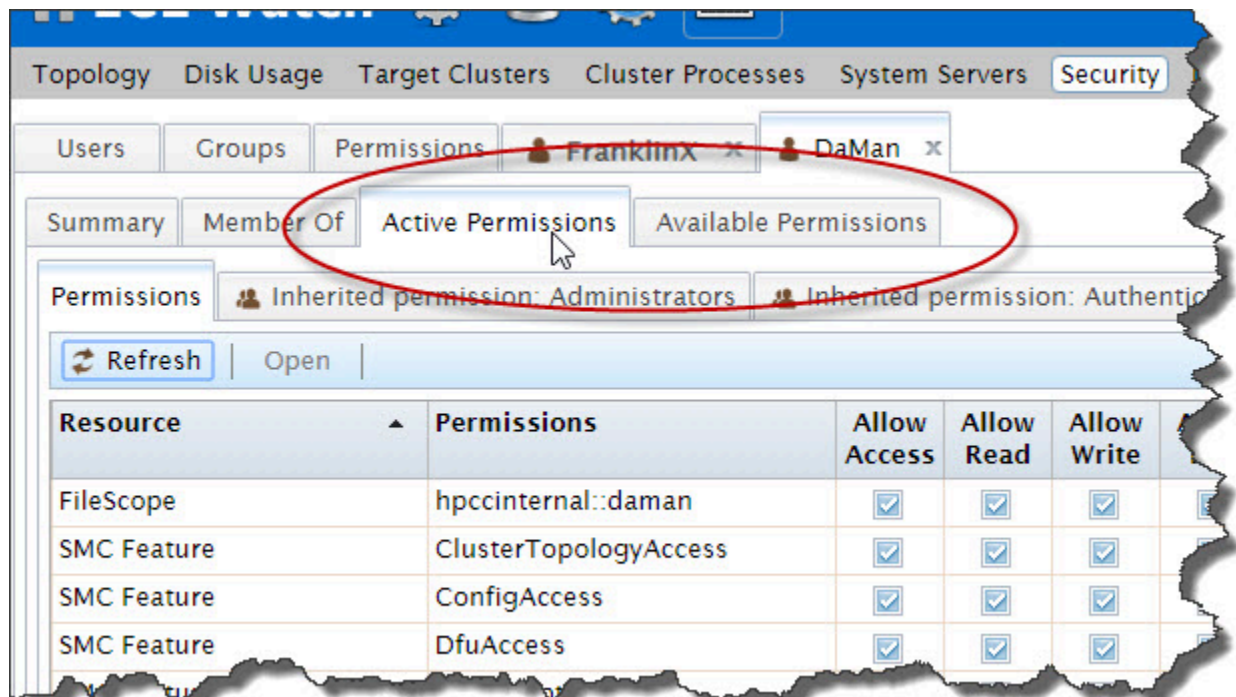 Watch
Topology Disk Usage Target Clusters Cluster Processes System Servers Security
Users Groups Permissions FranklinX x DaMan x
Summary Member Of Active Permissions Available Permissions
Permissions Inherited permission: Administrators Inherited permission:
Refresh Open
Resource Permissions Allow Access Allow Read Allow Write
FileScope hpccinternal::daman
SMC Feature ClusterTopologyAccess
SMC Feature ConfigAccess
SMC Feature DfuAccess